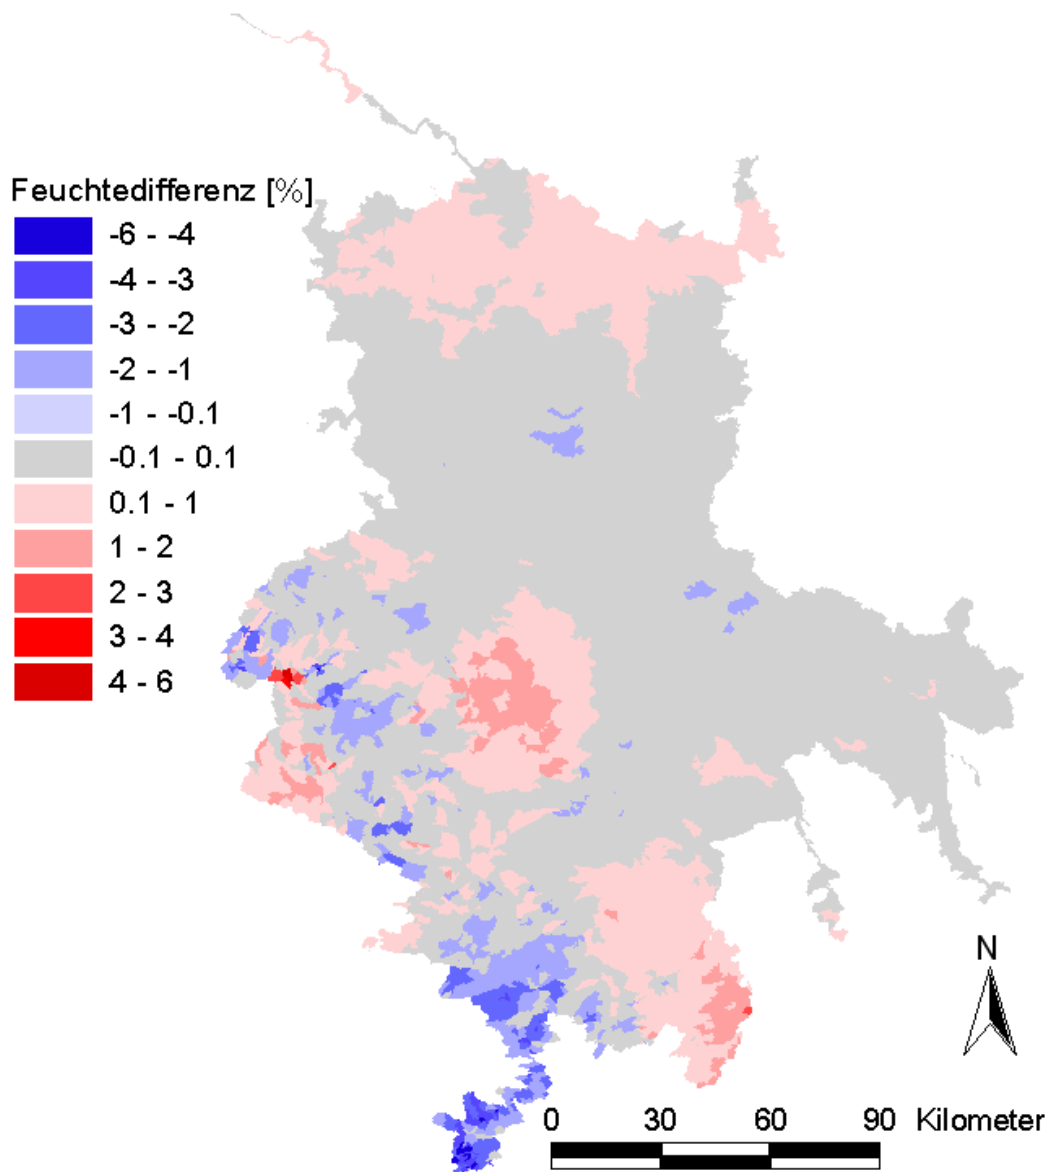 Feuchtedifferenz [%]
-6 - -4
-4 - -3
-3 - -2
-2 - -1
-1 - -0.1
-0.1 - 0.1
0.1 - 1
1 - 2
2 - 3
3 - 4
4 - 6
N
0 30 60 90 Kilometer